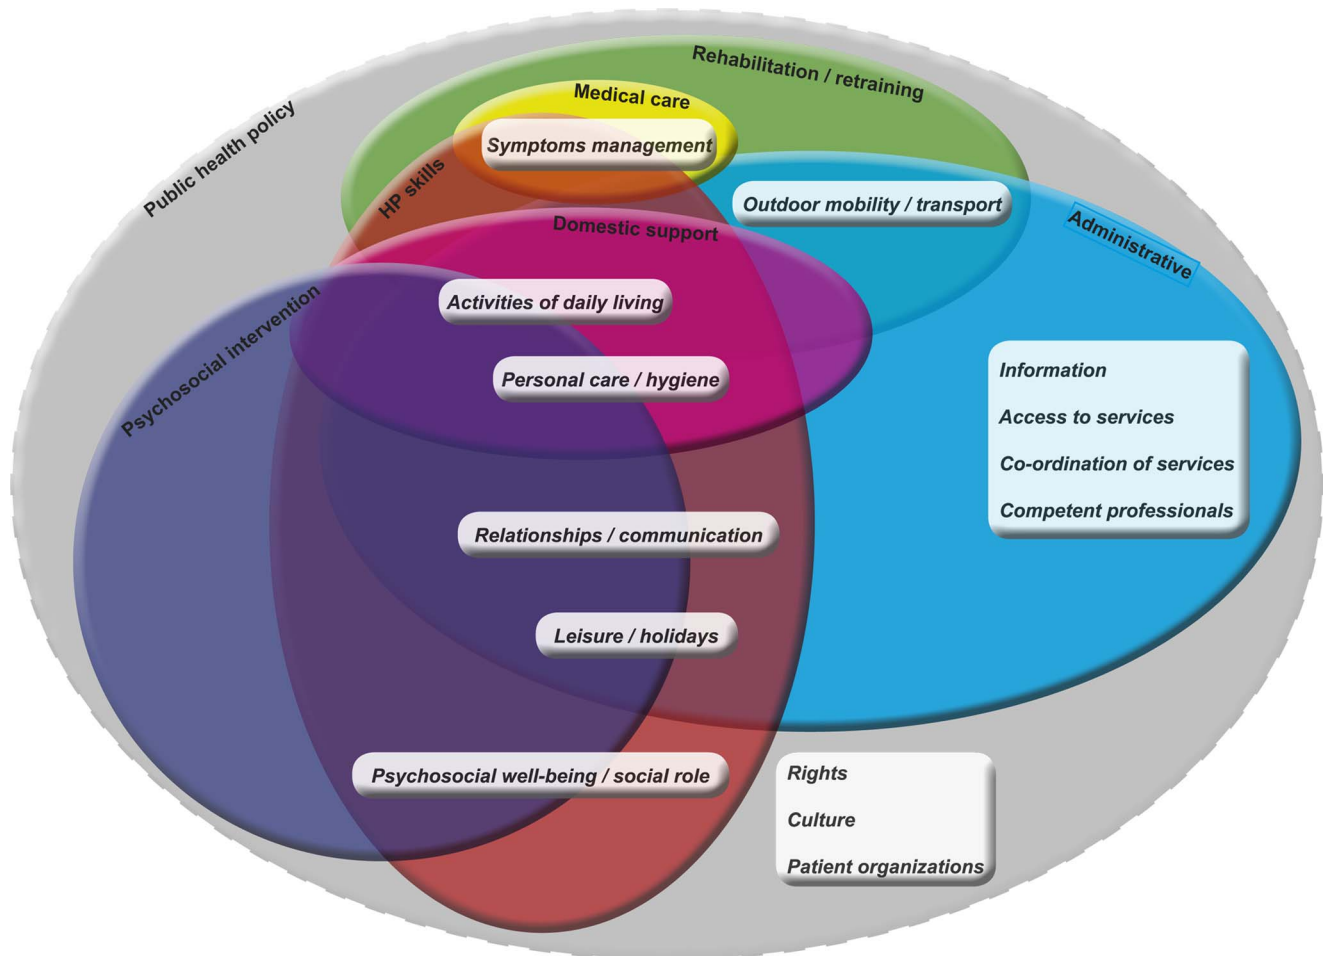 Rehabilitation / retraining
Medical care
Public health policy
Symptoms management
HP skills
Outdoor mobility / transport
Administrative
Domestic support
Psychosocial intervention
Activities of daily living
Personal care / hygiene
Information
Access to services
Co-ordination of services
Competent professionals
Relationships / communication
Leisure / holidays
Psychosocial well-being / social role
Rights
Culture
Patient organizations